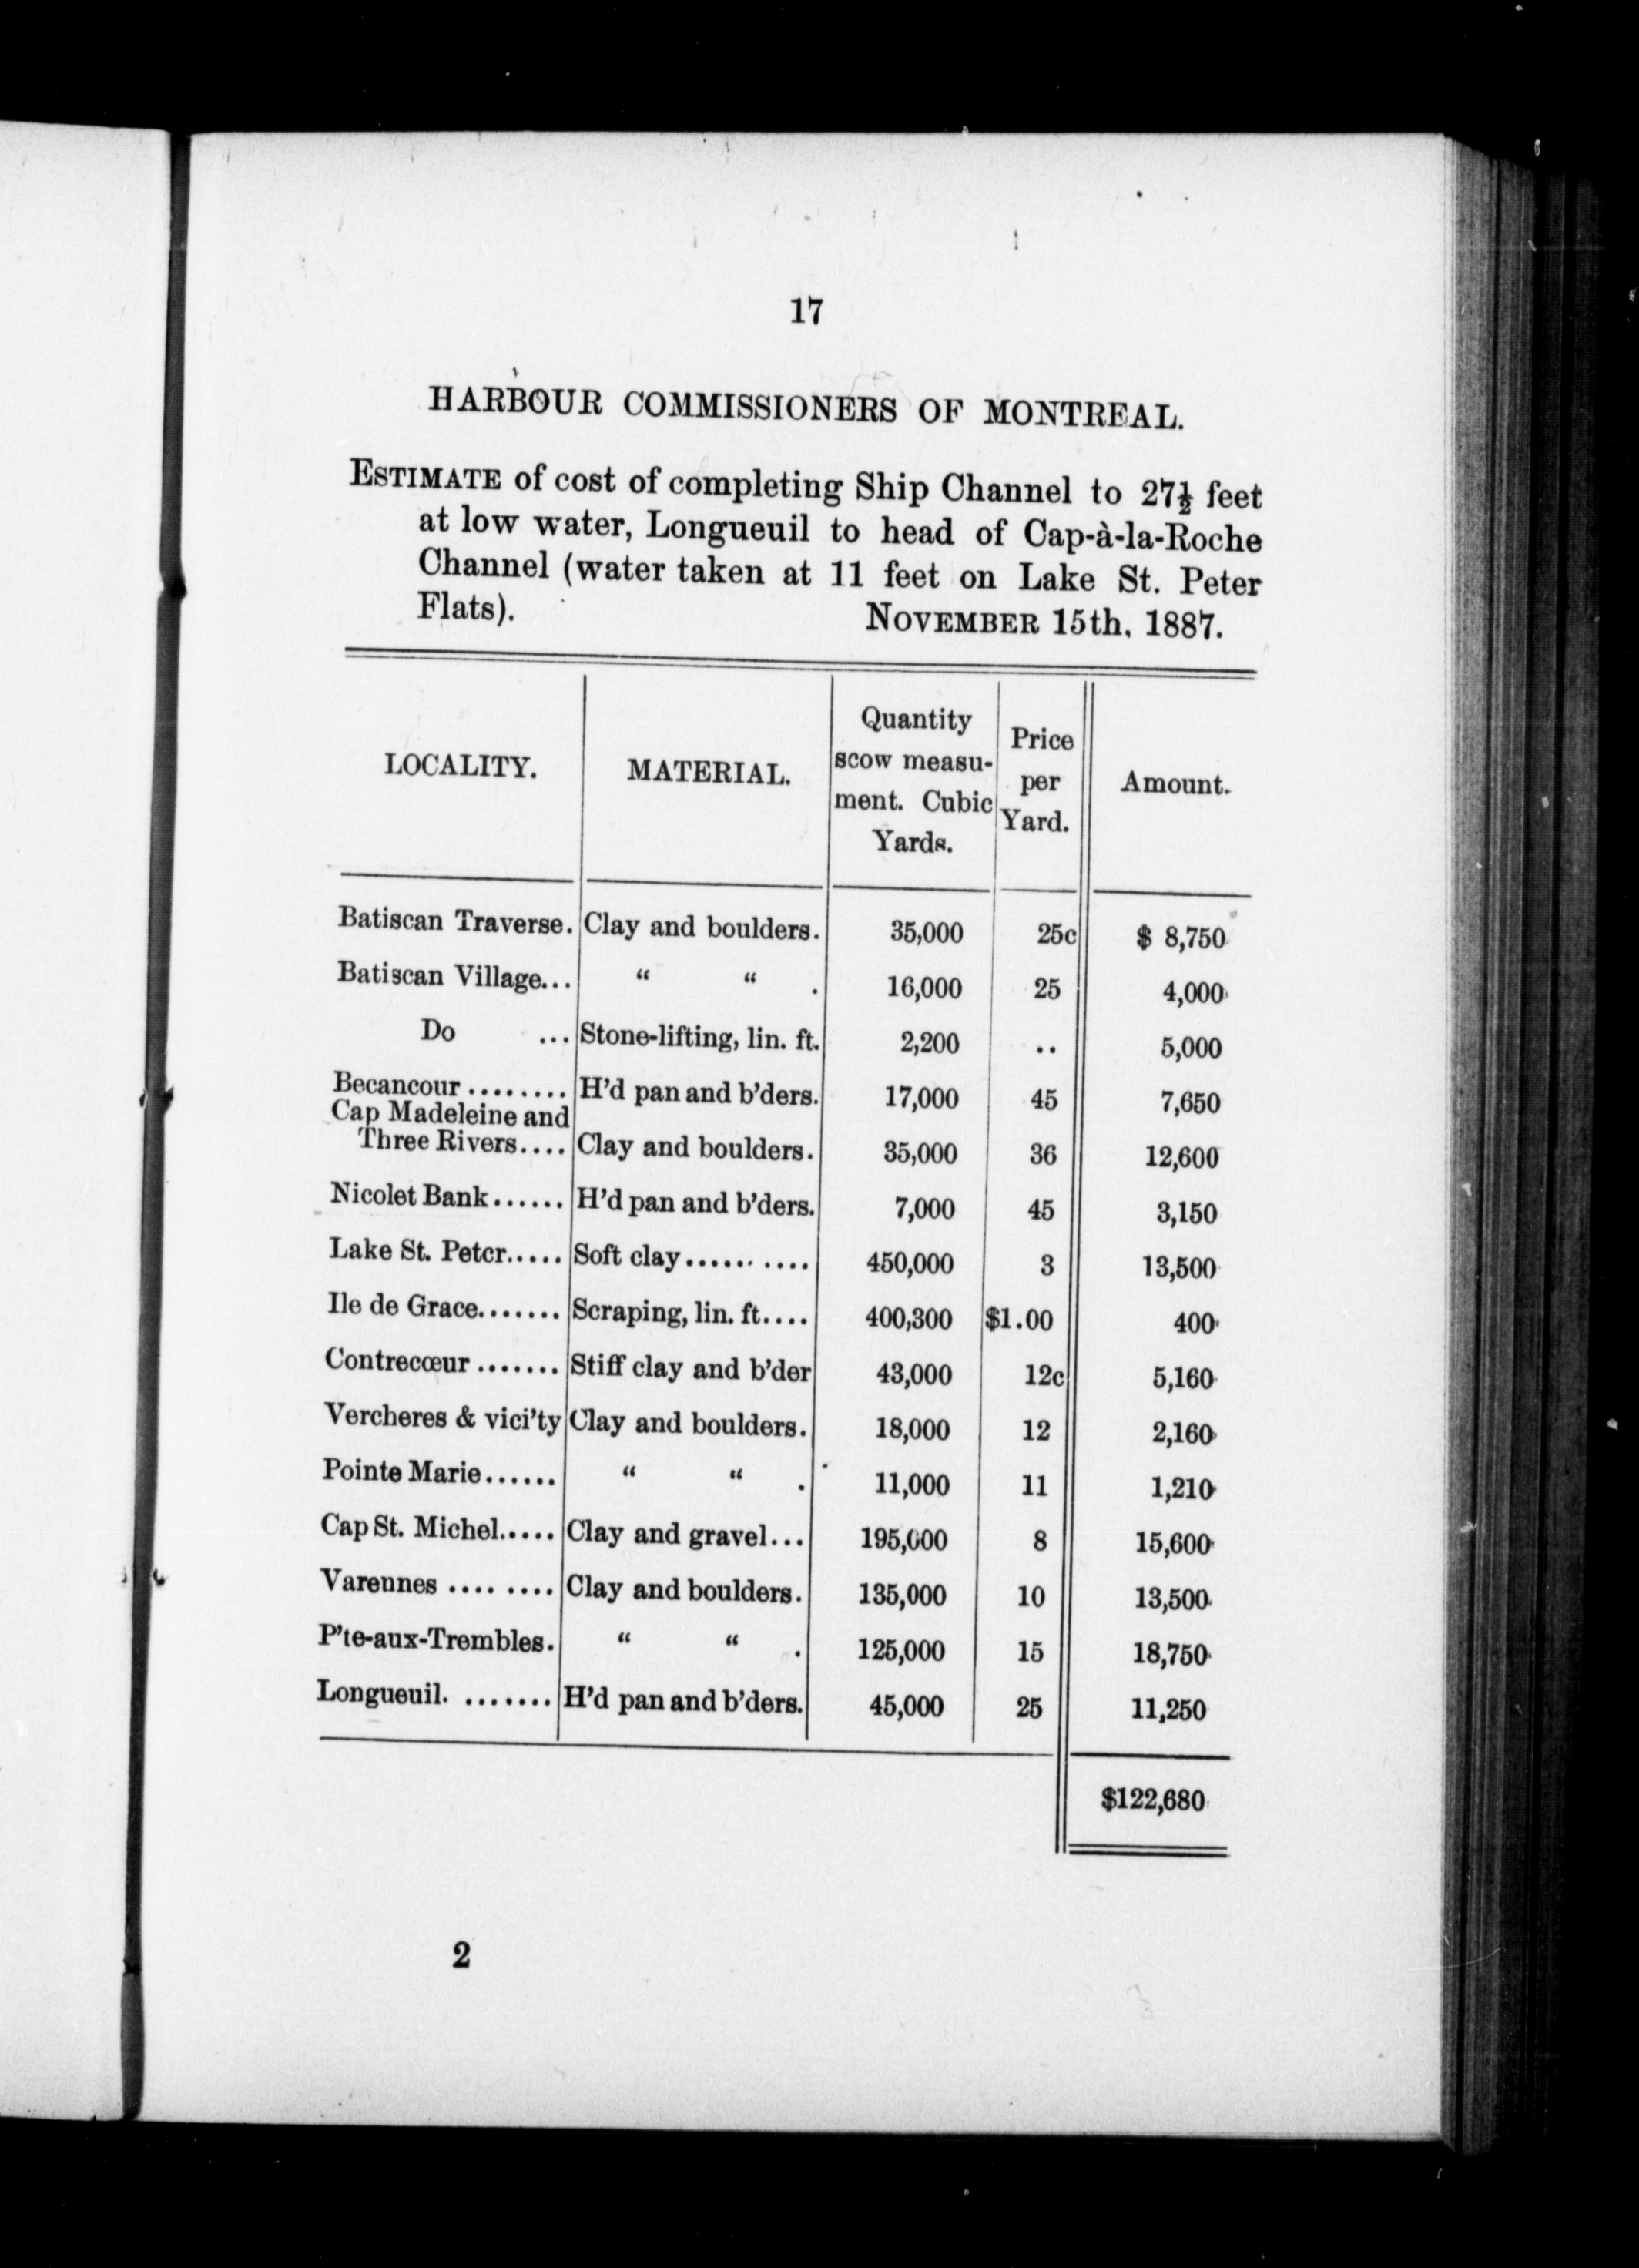 17
HARBOUR COMMISSIONERS OF MONTREAL.
ESTIMATE of cost of completing Ship Channel to 27½ feet
at low water, Longueuil to head of Cap-à-la-Roche
Channel (water taken at 11 feet on Lake St. Peter
Flats). NOVEMBER 15th, 1887.
LOCALITY. MATERIAL. Quantity scow measu-ment. Cubic Yards. Price per Yard. Amount.
Batiscan Traverse. Clay and boulders. 35,000 25c $ 8,750
Batiscan Village... “ “ . 16,000 25 4,000
Do ... Stone-lifting, lin. ft. 2,200 .. 5,000
Becancour ........ H'd pan and b'ders. 17,000 45 7,650
Cap Madeleine and
Three Rivers.... Clay and boulders. 35,000 36 12,600
Nicolet Bank...... H'd pan and b'ders. 7,000 45 3,150
Lake St. Peter..... Soft clay.......... 450,000 3 13,500
Ile de Grace....... Scraping, lin. ft.... 400,300 $1.00 400
Contrecœur ....... Stiff clay and b'der 43,000 12c 5,160
Vercheres & vici'ty Clay and boulders. 18,000 12 2,160
Pointe Marie...... “ “ . 11,000 11 1,210
Cap St. Michel..... Clay and gravel... 195,000 8 15,600
Varennes ........ Clay and boulders. 135,000 10 13,500
P'te-aux-Trembles. “ “ . 125,000 15 18,750
Longueuil. ....... H'd pan and b'ders. 45,000 25 11,250
$122,680
2